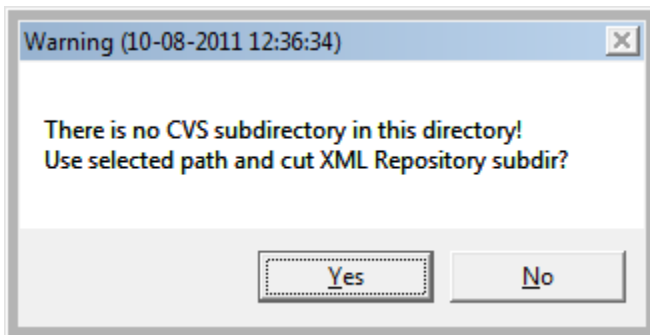 Warning (10-08-2011 12:36:34)
There is no CVS subdirectory in this directory!
Use selected path and cut XML Repository subdir?
Yes
No